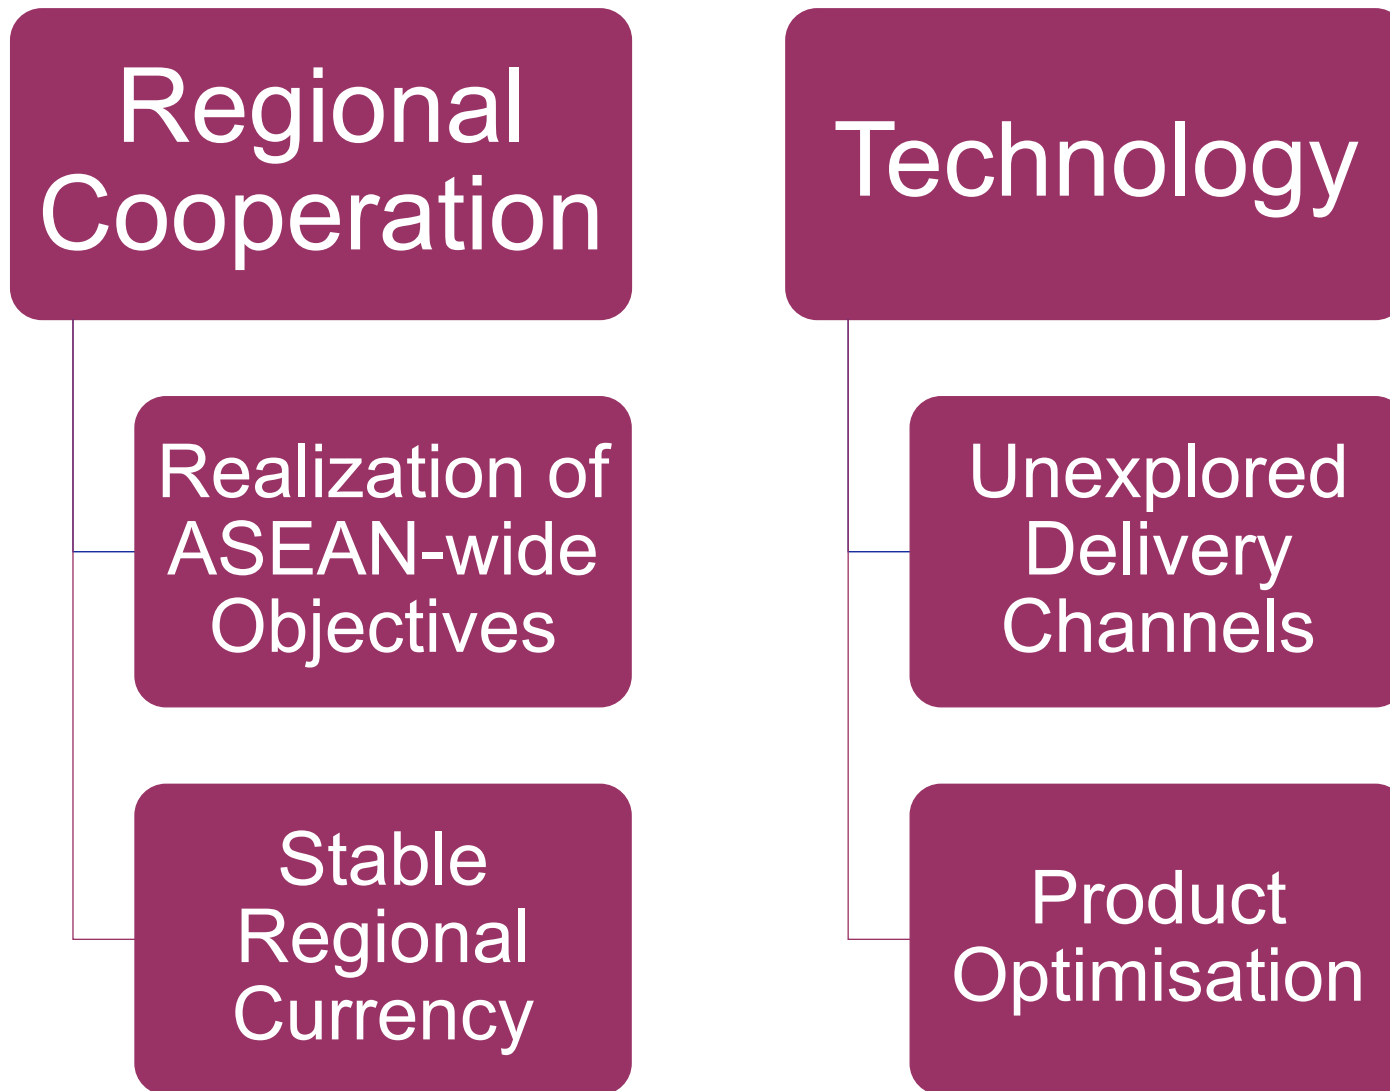 Regional
Cooperation
Realization of
ASEAN-wide
Objectives
Stable
Regional
Currency
Technology
Unexplored
Delivery
Channels
Product
Optimisation